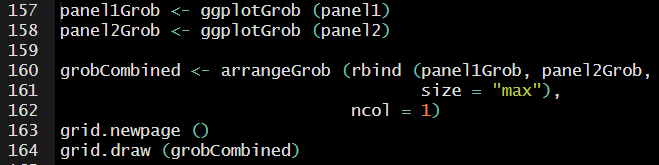 157 panel1Grob <- ggplotGrob (panel1)
158 panel2Grob <- ggplotGrob (panel2)
159
160 grobCombined <- arrangeGrob (rbind (panel1Grob, panel2Grob,
161 size = "max"),
162 ncol = 1)
163 grid.newpage ()
164 grid.draw (grobCombined)